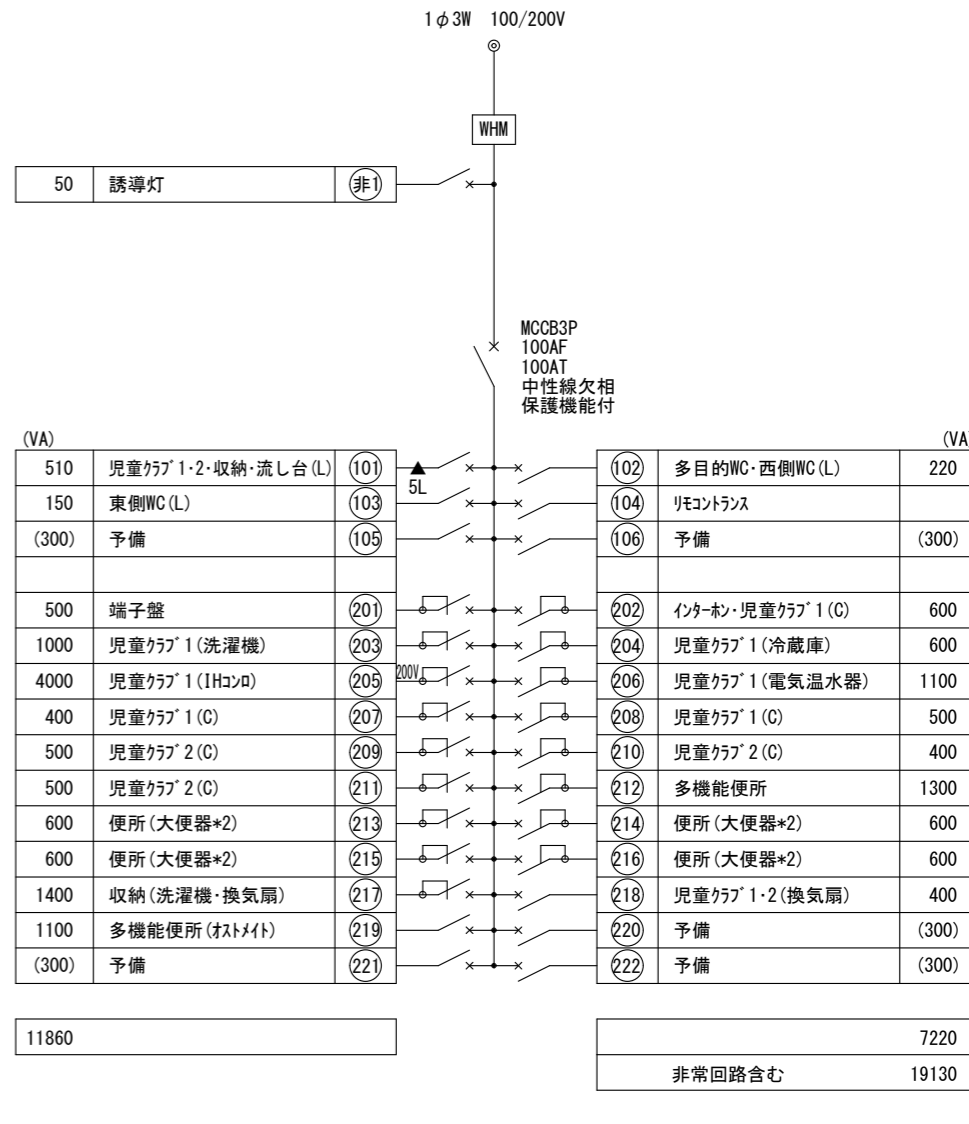 1φ3W 100/200V
WHM
50 誘導灯 非1
MCCB3P
100AF
100AT
中性線欠相
保護機能付
(VA) (VA)
510 児童ｸﾗﾌﾞ1･2･収納･流し台(L) 101 5L 102 多目的WC･西側WC(L) 220
150 東側WC(L) 103 104 ﾘﾓｺﾝﾄﾗﾝｽ
(300) 予備 105 106 予備 (300)
500 端子盤 201 202 ｲﾝﾀｰﾎﾝ･児童ｸﾗﾌﾞ1(C) 600
1000 児童ｸﾗﾌﾞ1(洗濯機) 203 204 児童ｸﾗﾌﾞ1(冷蔵庫) 600
4000 児童ｸﾗﾌﾞ1(IHｺﾝﾛ) 205 200V 206 児童ｸﾗﾌﾞ1(電気温水器) 1100
400 児童ｸﾗﾌﾞ1(C) 207 208 児童ｸﾗﾌﾞ1(C) 500
500 児童ｸﾗﾌﾞ2(C) 209 210 児童ｸﾗﾌﾞ2(C) 400
500 児童ｸﾗﾌﾞ2(C) 211 212 多機能便所 1300
600 便所(大便器*2) 213 214 便所(大便器*2) 600
600 便所(大便器*2) 215 216 便所(大便器*2) 600
1400 収納(洗濯機･換気扇) 217 218 児童ｸﾗﾌﾞ1･2(換気扇) 400
1100 多機能便所(ｵｽﾄﾒｲﾄ) 219 220 予備 (300)
(300) 予備 221 222 予備 (300)
11860 7220
非常回路含む 19130